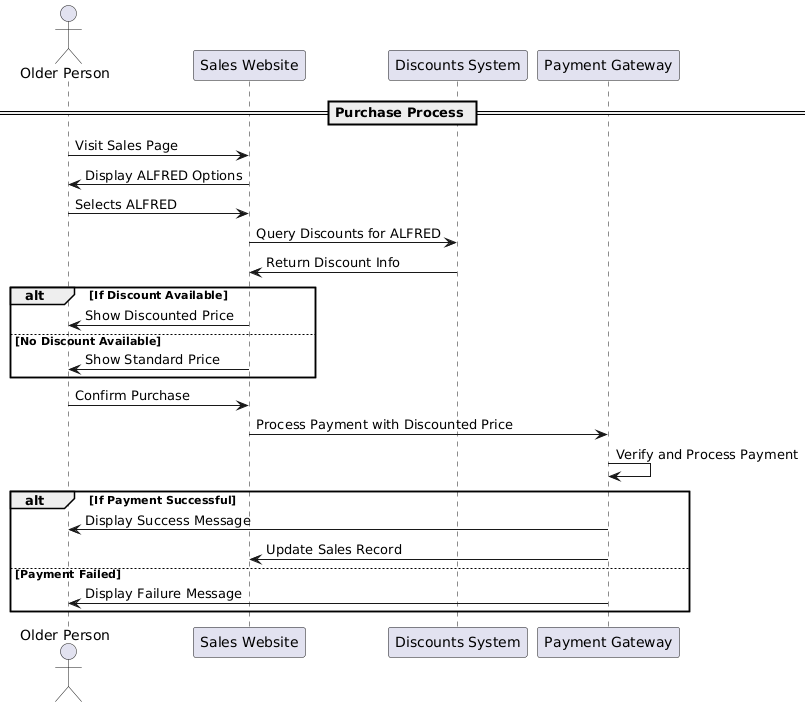 Older Person
Sales Website
Discounts System
Payment Gateway
Purchase Process
Visit Sales Page
Display ALFRED Options
Selects ALFRED
Query Discounts for ALFRED
Return Discount Info
alt [If Discount Available]
Show Discounted Price
[No Discount Available]
Show Standard Price
Confirm Purchase
Process Payment with Discounted Price
Verify and Process Payment
alt [If Payment Successful]
Display Success Message
Update Sales Record
[Payment Failed]
Display Failure Message
Older Person
Sales Website
Discounts System
Payment Gateway